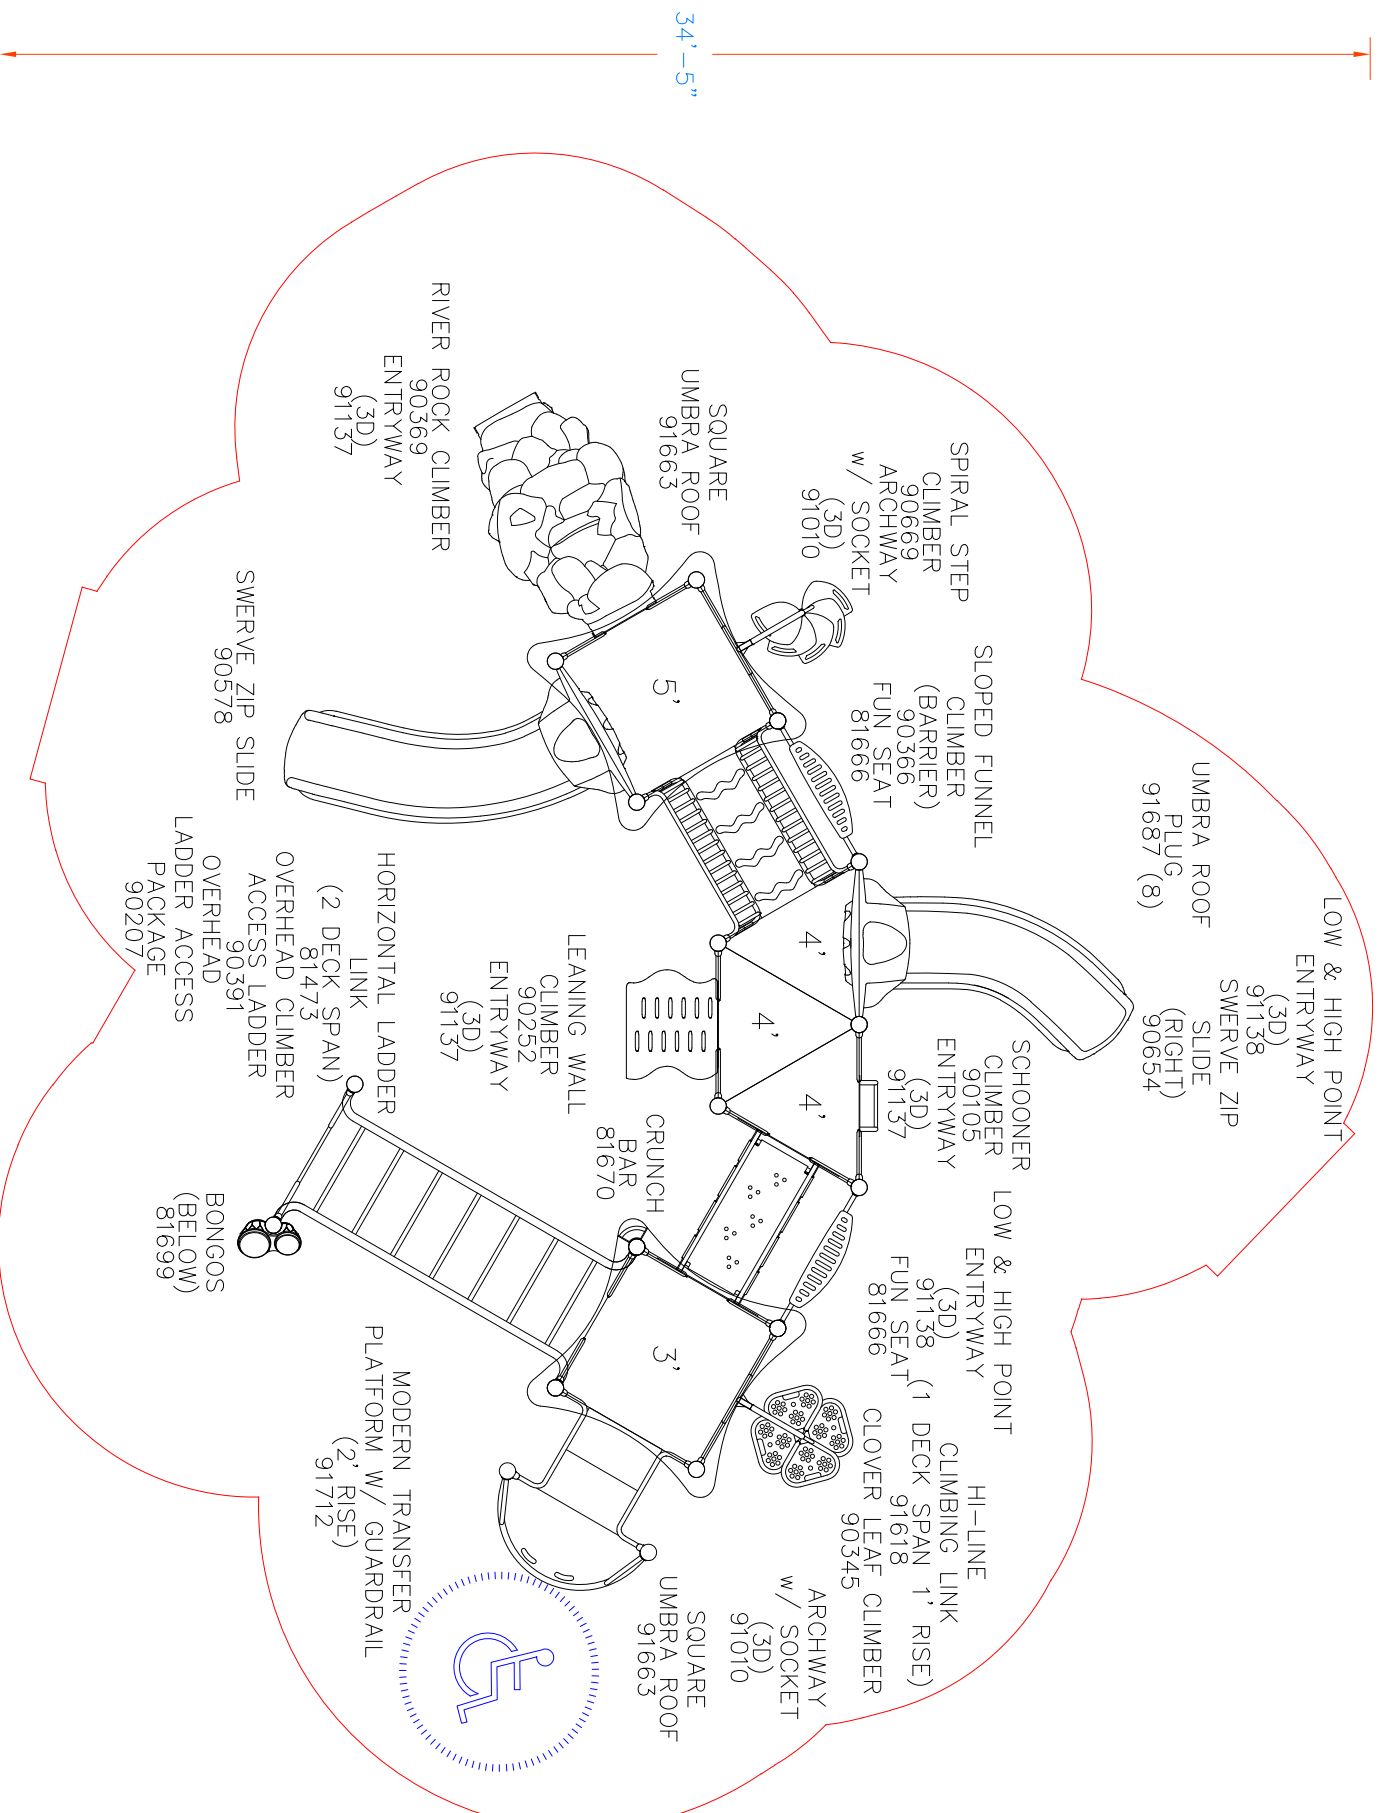 34'-5"
LOW & HIGH POINT
ENTRYWAY
(3D)
91138
SWERVE ZIP
SLIDE
(RIGHT)
90654
UMBRA ROOF
PLUG
91687 (8)
SPIRAL STEP
CLIMBER
90669
ARCHWAY
w/ SOCKET
(3D)
91010
SLOPED FUNNEL
CLIMBER
(BARRIER)
90366
FUN SEAT
81666
SCHOONER
CLIMBER
90105
ENTRYWAY
(3D)
91137
LOW & HIGH POINT
ENTRYWAY
(3D)
91138
FUN SEAT
81666
HI-LINE
CLIMBING LINK
(1 DECK SPAN 1' RISE)
91618
CLOVER LEAF CLIMBER
90345
ARCHWAY
w/ SOCKET
(3D)
91010
SQUARE
UMBRA ROOF
91663
SQUARE
UMBRA ROOF
91663
5'
4'
4'
4'
3'
RIVER ROCK CLIMBER
90369
ENTRYWAY
(3D)
91137
LEANING WALL
CLIMBER
90252
ENTRYWAY
(3D)
91137
CRUNCH
BAR
81670
SWERVE ZIP SLIDE
90578
HORIZONTAL LADDER
LINK
(2 DECK SPAN)
81473
OVERHEAD CLIMBER
ACCESS LADDER
90391
OVERHEAD
LADDER ACCESS
PACKAGE
90207
BONGOS
(BELOW)
81699
MODERN TRANSFER
PLATFORM W/ GUARDRAIL
(2' RISE)
91712